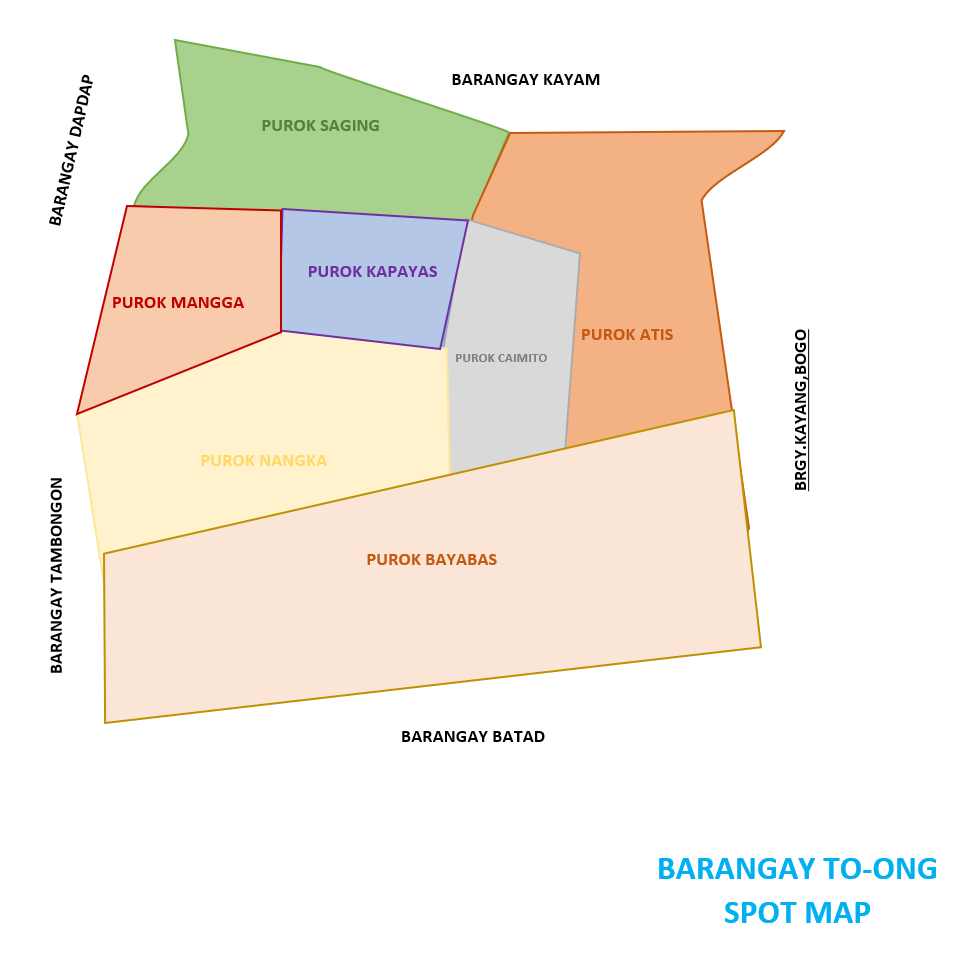 BARANGAY KAYAM
BARANGAY DAPDAP
PUROK SAGING
PUROK KAPAYAS
PUROK MANGGA
PUROK ATIS
PUROK CAIMITO
BRGY.KAYANG,BOGO
PUROK NANGKA
BARANGAY TAMBONGON
PUROK BAYABAS
BARANGAY BATAD
BARANGAY TO-ONG
SPOT MAP